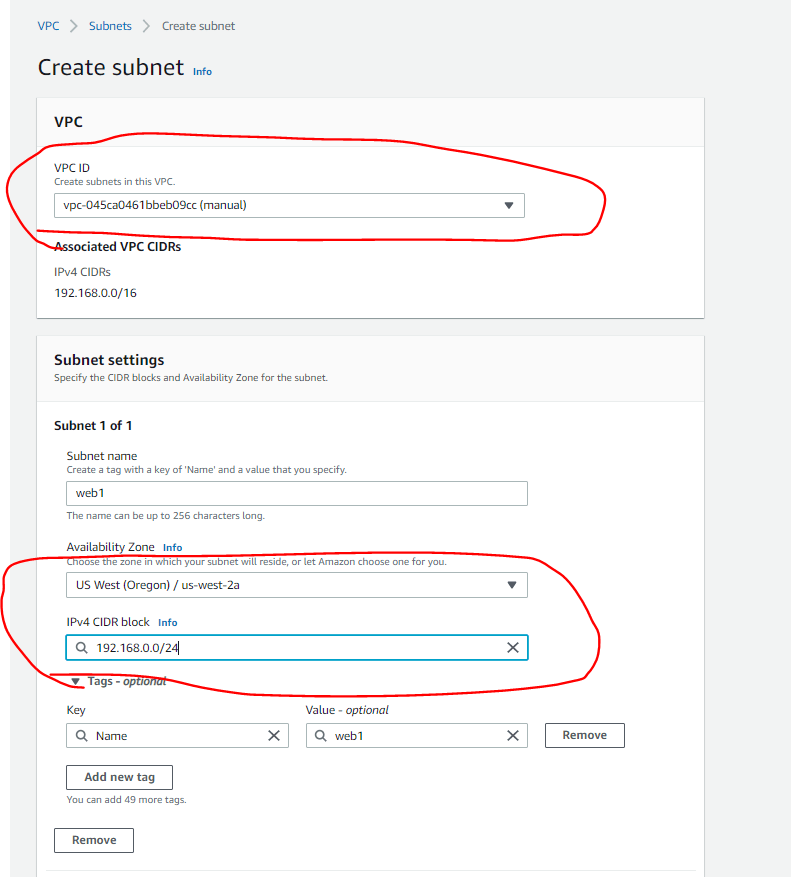 VPC > Subnets > Create subnet
Create subnet Info
VPC
VPC ID
Create subnets in this VPC.
vpc-045ca0461bbeb09cc (manual)
Associated VPC CIDRs
IPv4 CIDRs
192.168.0.0/16
Subnet settings
Specify the CIDR blocks and Availability Zone for the subnet.
Subnet 1 of 1
Subnet name
Create a tag with a key of 'Name' and a value that you specify.
web1
The name can be up to 256 characters long.
Availability Zone Info
Choose the zone in which your subnet will reside, or let Amazon choose one for you.
US West (Oregon) / us-west-2a
IPv4 CIDR block Info
192.168.0.0/24
Tags - optional
Key Value - optional
Name web1 Remove
Add new tag
You can add 49 more tags.
Remove